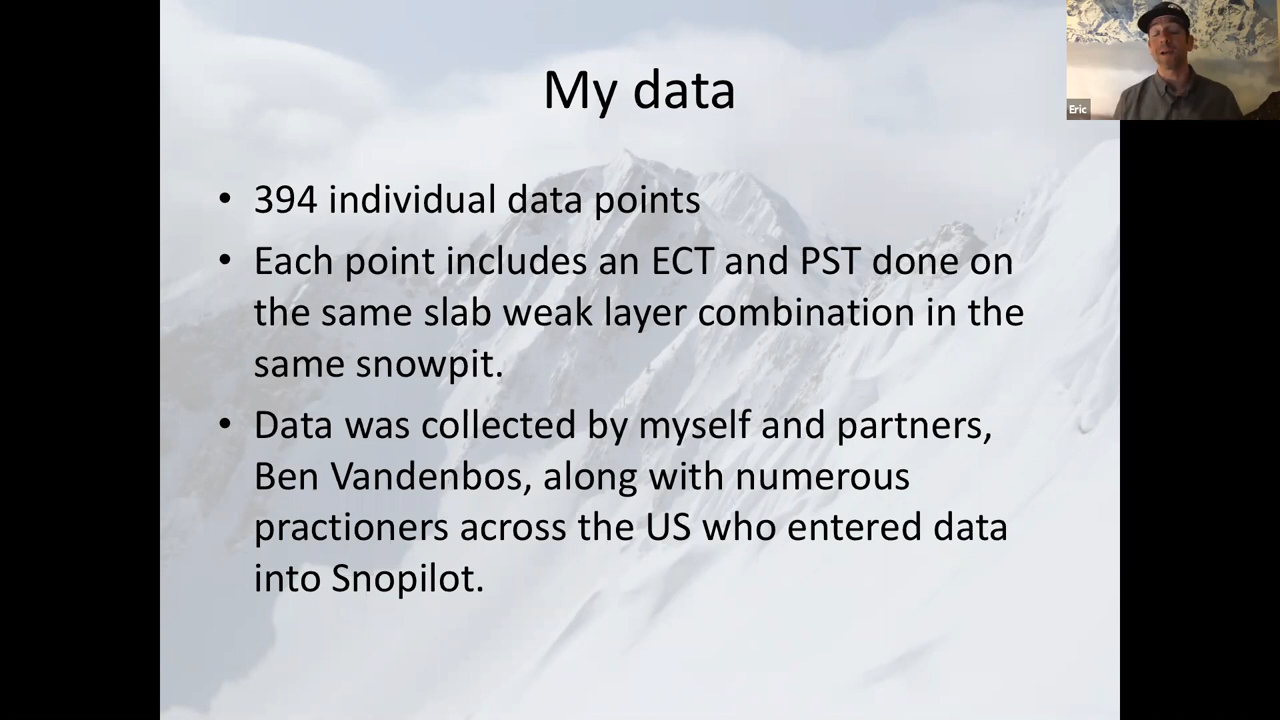 My data
• 394 individual data points
• Each point includes an ECT and PST done on
the same slab weak layer combination in the
same snowpit.
• Data was collected by myself and partners,
Ben Vandenbos, along with numerous
practioners across the US who entered data
into Snopilot.
Eric